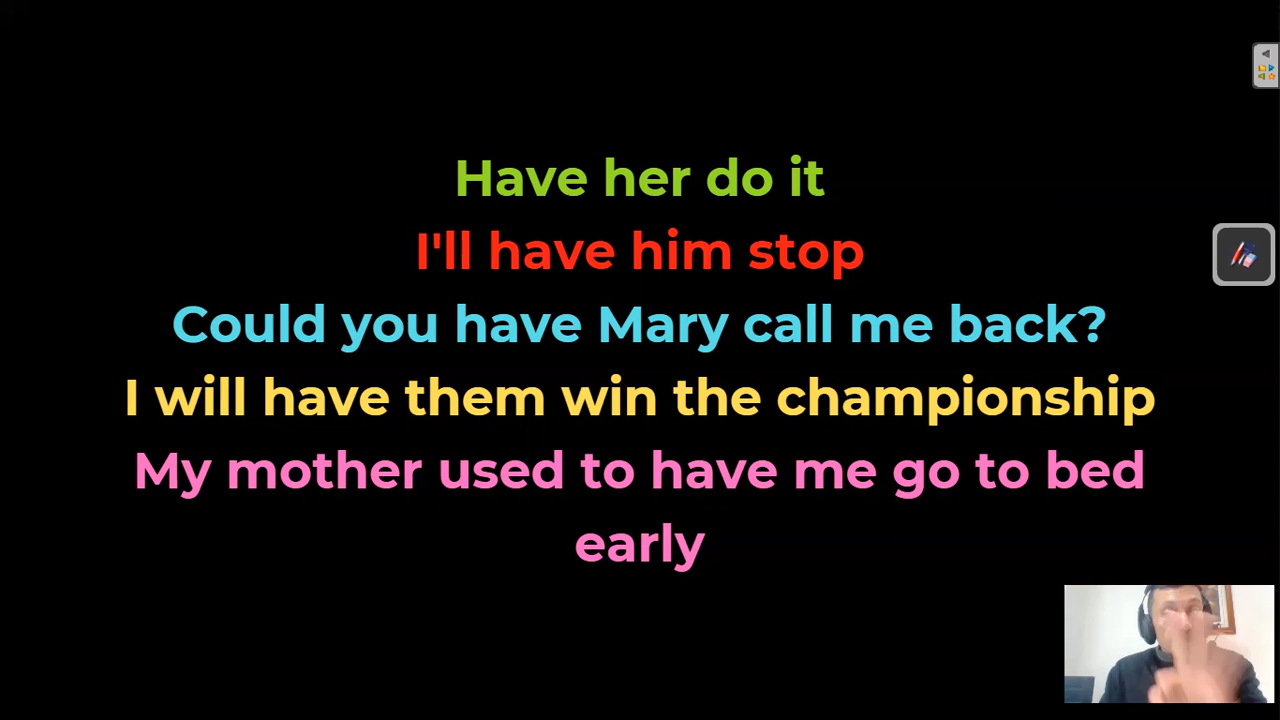 Have her do it
I'll have him stop
Could you have Mary call me back?
I will have them win the championship
My mother used to have me go to bed
early